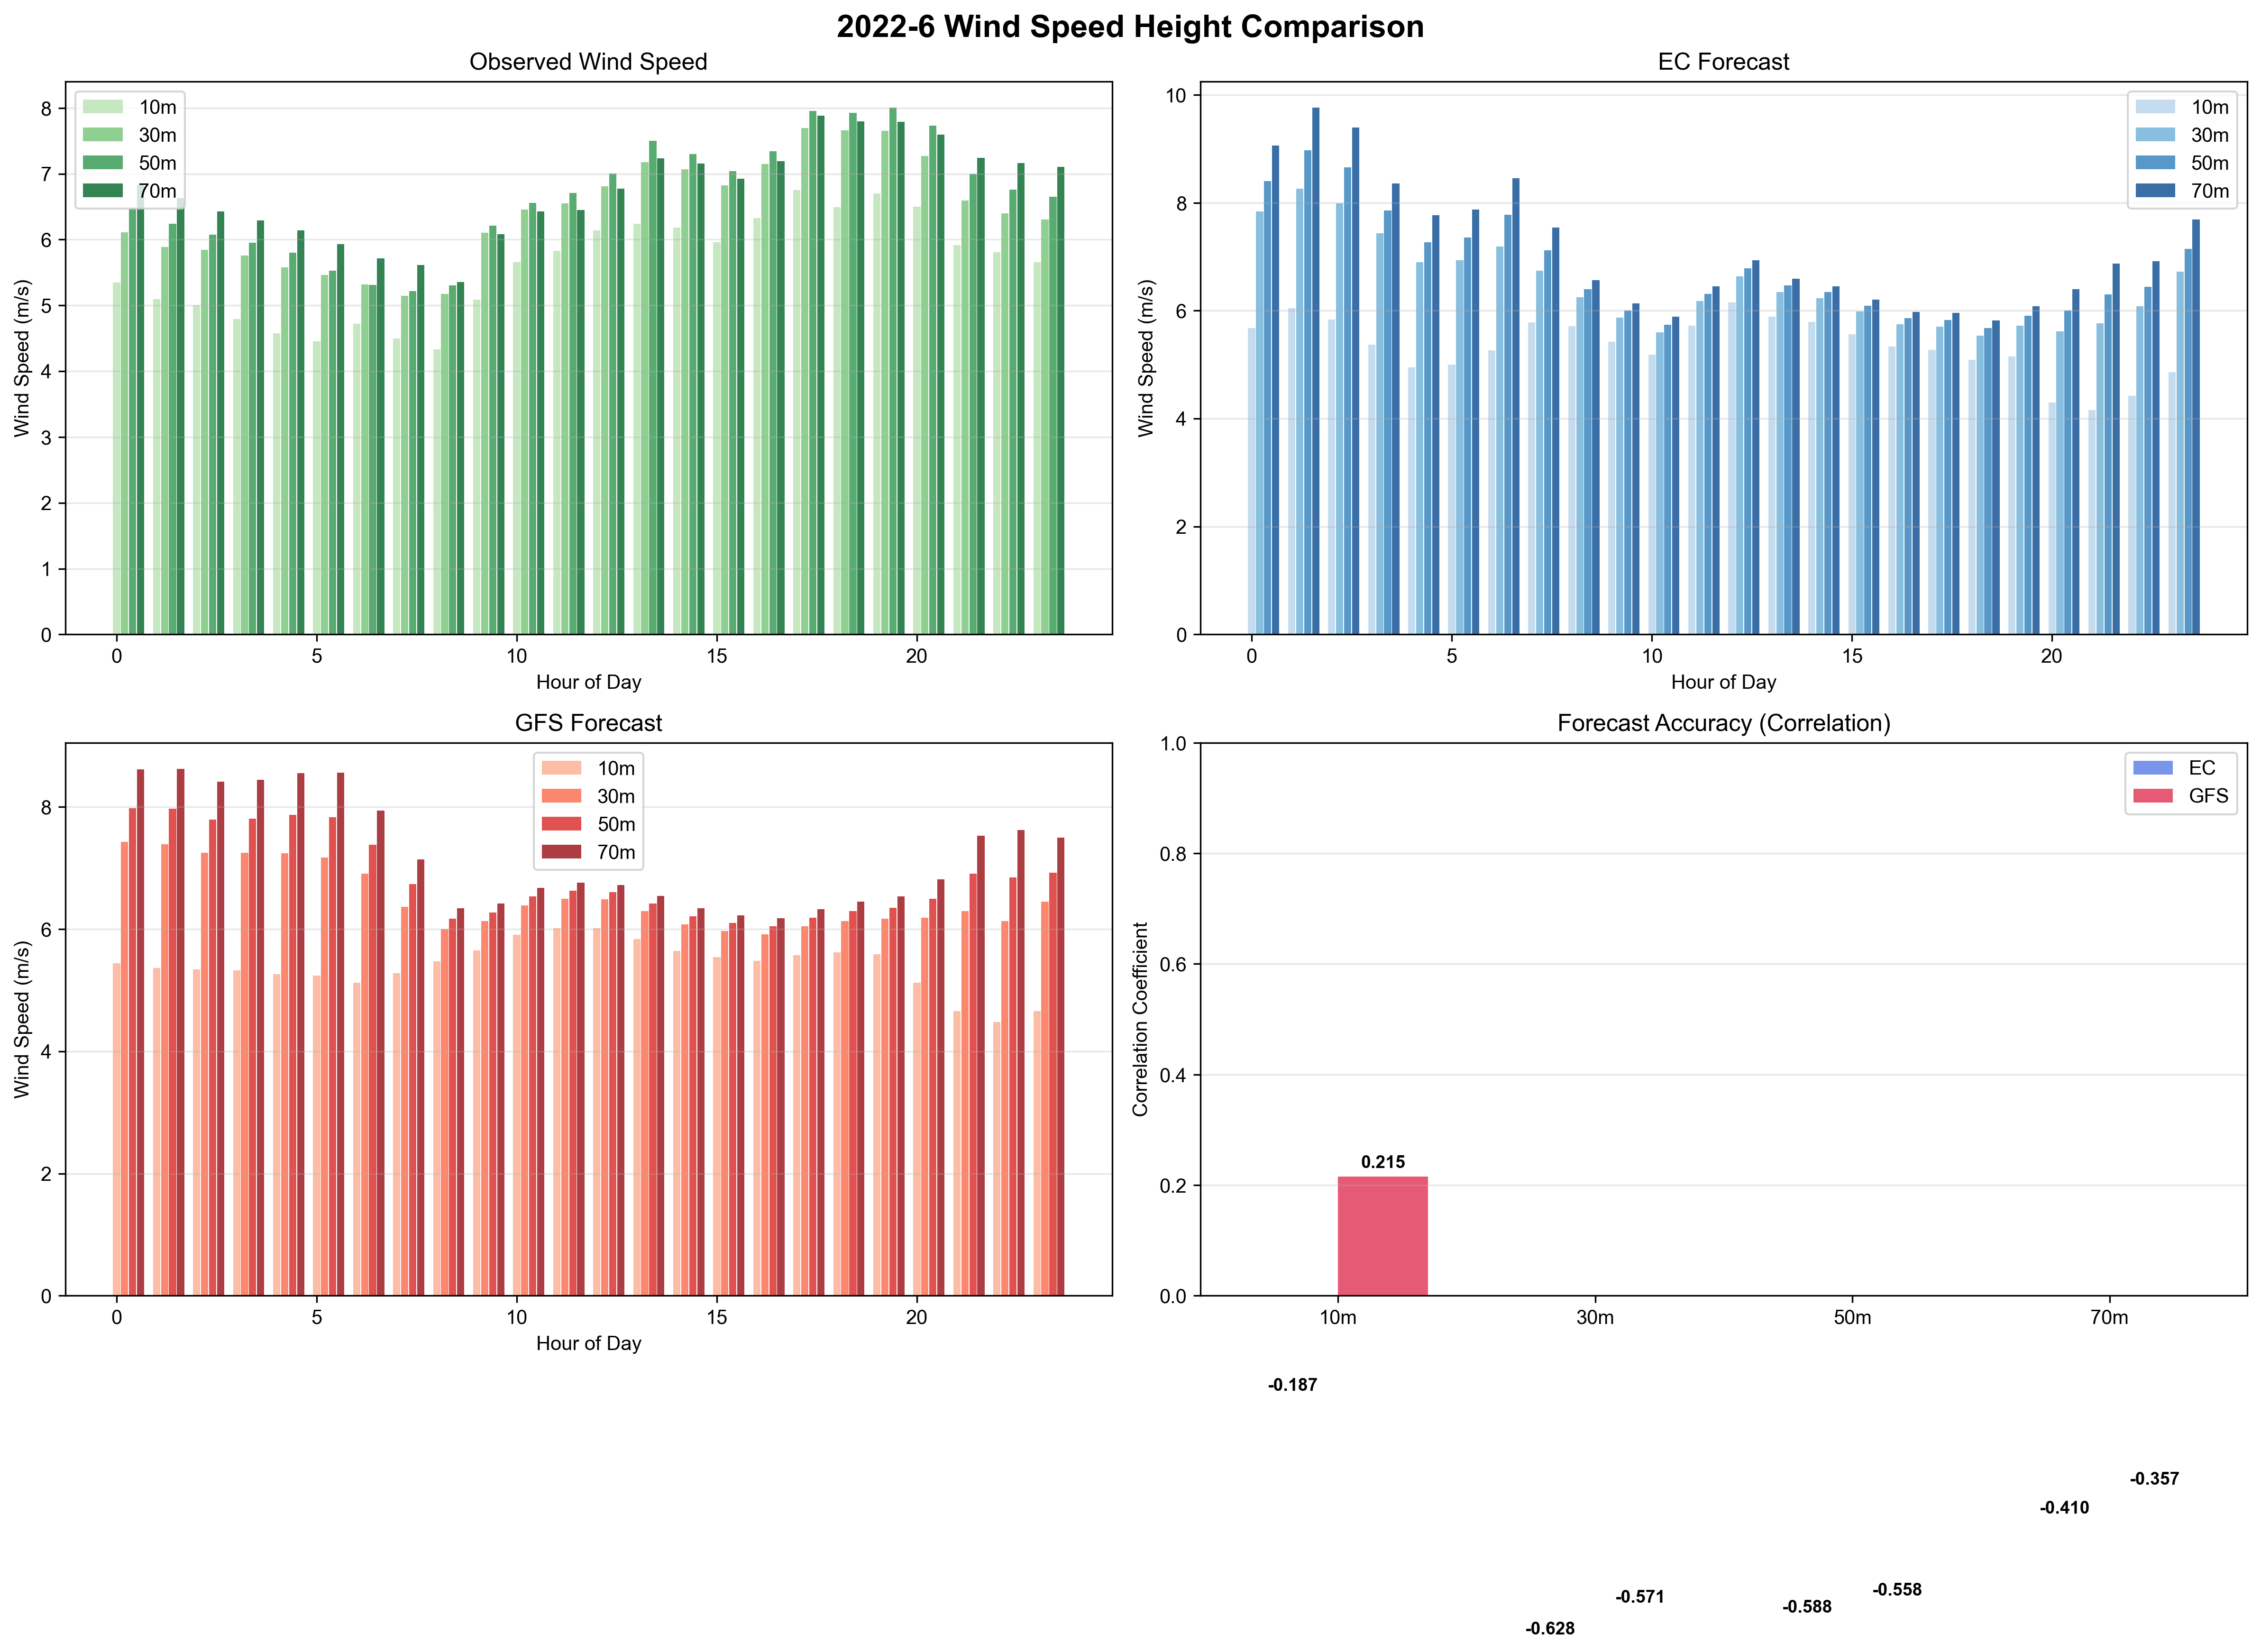 2022-6 Wind Speed Height Comparison
Observed Wind Speed
8
7
6
5
4
3
2
1
0
Wind Speed (m/s)
10m
30m
50m
70m
0 5 10 15 20
Hour of Day
EC Forecast
10
8
6
4
2
0
Wind Speed (m/s)
10m
30m
50m
70m
0 5 10 15 20
Hour of Day
GFS Forecast
8
6
4
2
0
Wind Speed (m/s)
10m
30m
50m
70m
0 5 10 15 20
Hour of Day
Forecast Accuracy (Correlation)
1.0
0.8
0.6
0.4
0.2
0.0
Correlation Coefficient
EC
GFS
0.215
10m 30m 50m 70m
-0.187
-0.357
-0.410
-0.558
-0.571
-0.588
-0.628